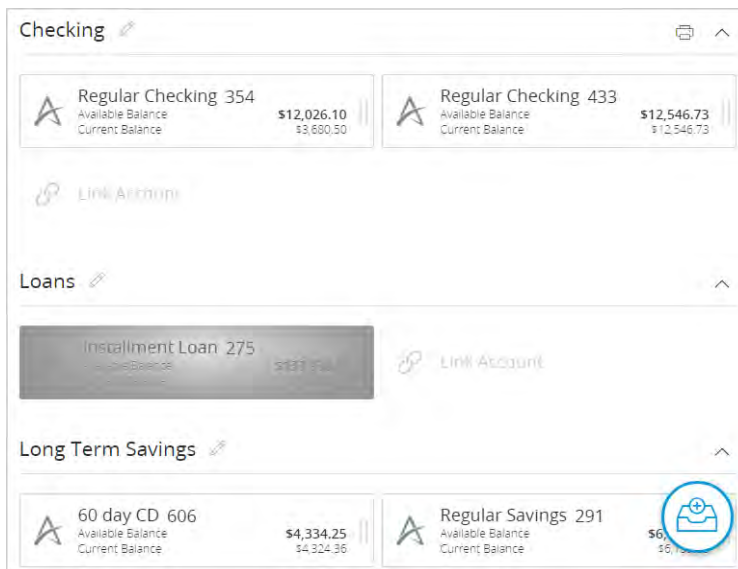 Checking
Regular Checking 354
Available Balance $12,026.10
Current Balance $3,680.50
Regular Checking 433
Available Balance $12,546.73
Current Balance $12,546.73
Link Account
Loans
Installment Loan 275
Balance
Link Account
Long Term Savings
60 day CD 606
Available Balance $4,334.25
Current Balance $4,324.36
Regular Savings 291
Available Balance
Current Balance